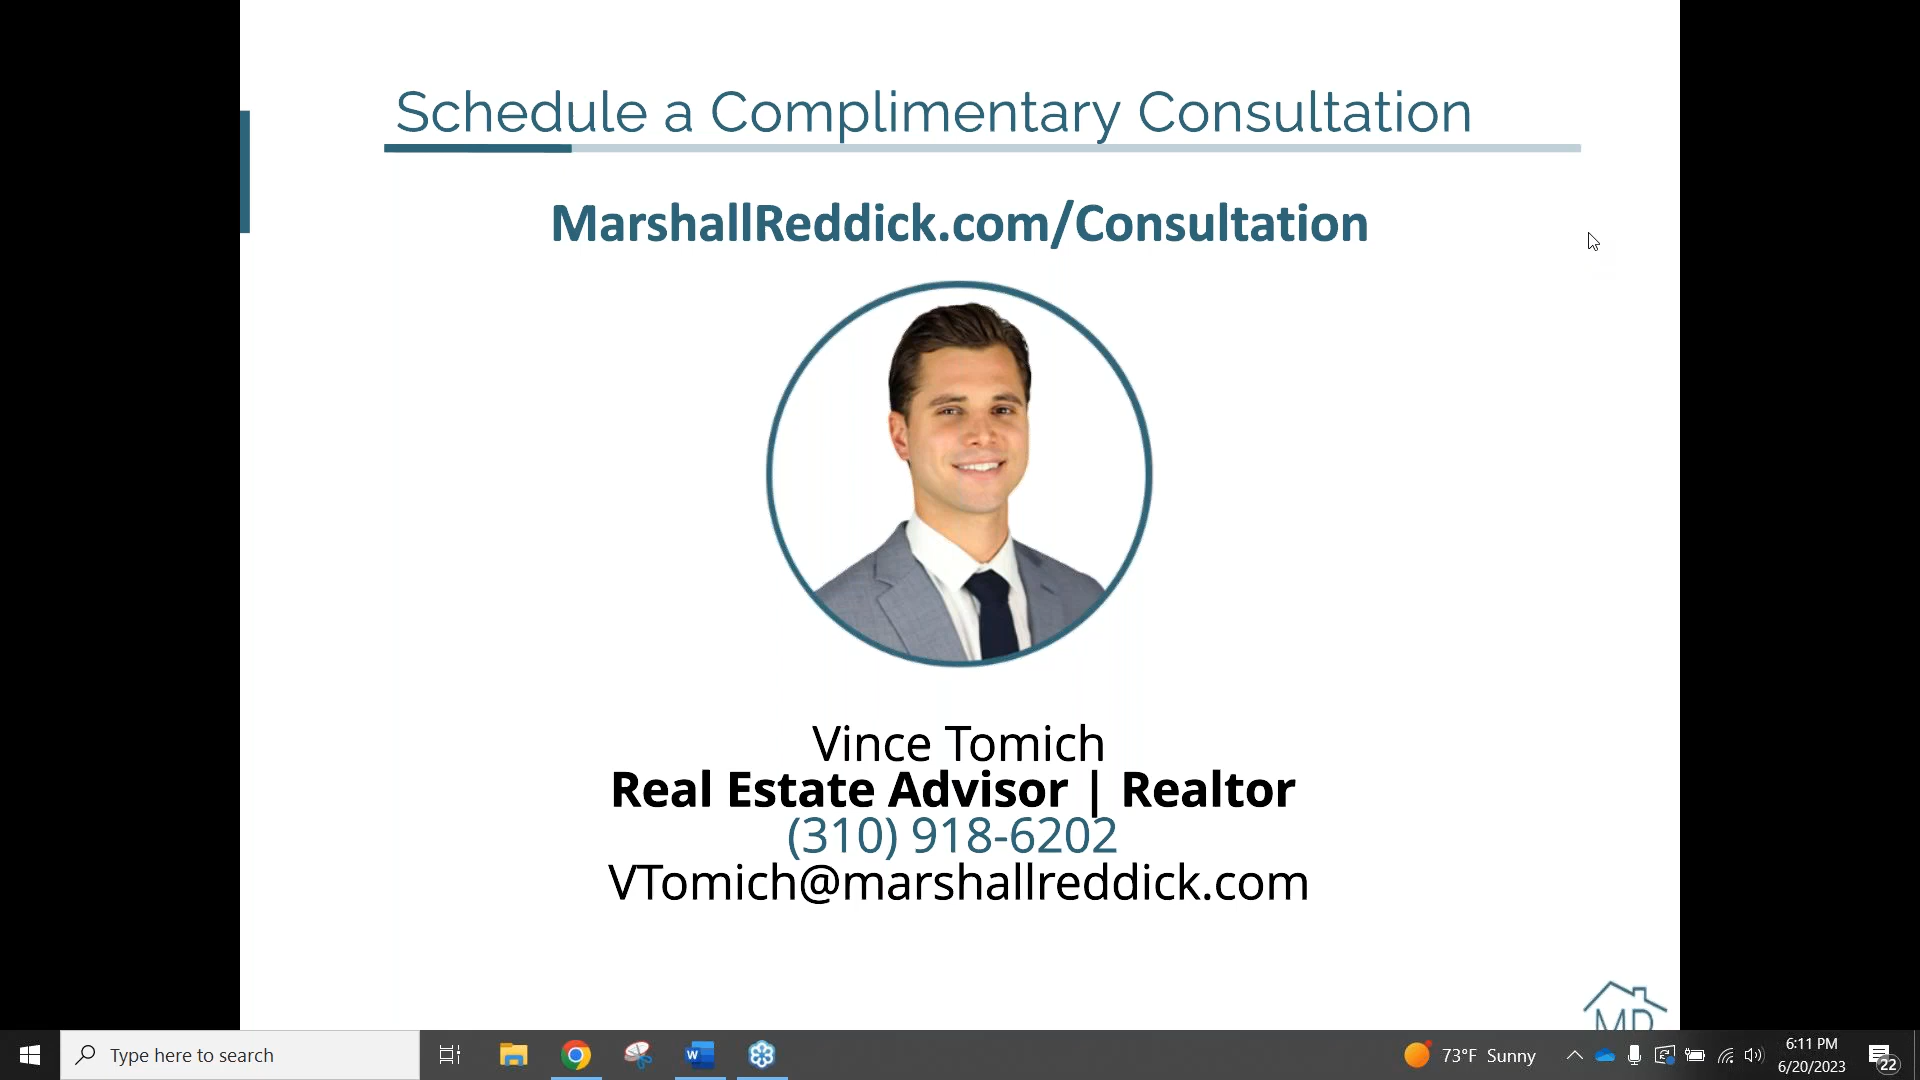 Schedule a Complimentary Consultation
MarshallReddick.com/Consultation
Vince Tomich
Real Estate Advisor | Realtor
(310) 918-6202
VTomich@marshallreddick.com
MR
Type here to search
W
73°F Sunny
6:11 PM
6/20/2023
22